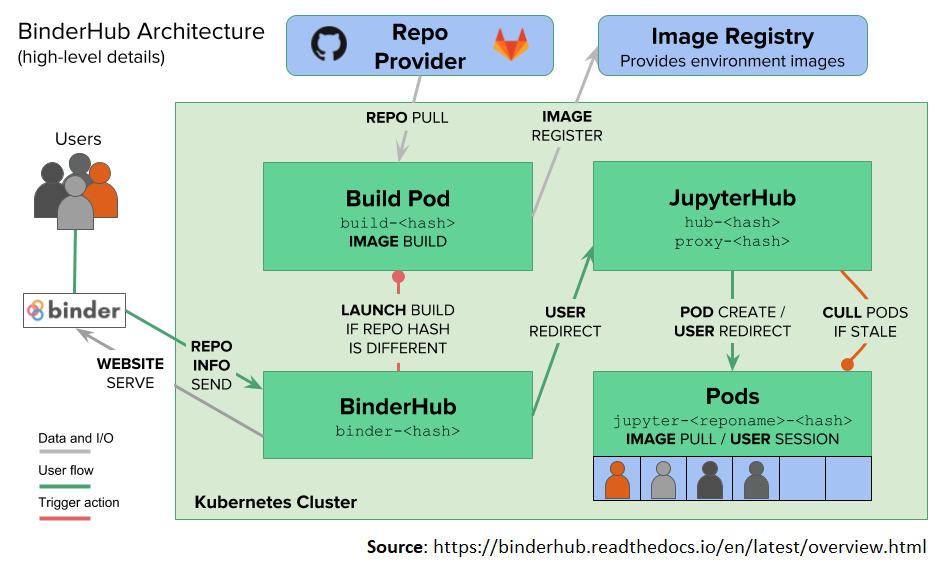 BinderHub Architecture
(high-level details)
Repo
Provider
Image Registry
Provides environment images
REPO PULL
IMAGE
REGISTER
Users
Build Pod
build-<hash>
IMAGE BUILD
JupyterHub
hub-<hash>
proxy-<hash>
binder
LAUNCH BUILD
IF REPO HASH
IS DIFFERENT
USER
REDIRECT
POD CREATE /
USER REDIRECT
CULL PODS
IF STALE
WEBSITE
SERVE
REPO
INFO
SEND
BinderHub
binder-<hash>
Pods
jupyter-<reponame>-<hash>
IMAGE PULL / USER SESSION
Data and I/O
User flow
Trigger action
Kubernetes Cluster
Source: https://binderhub.readthedocs.io/en/latest/overview.html